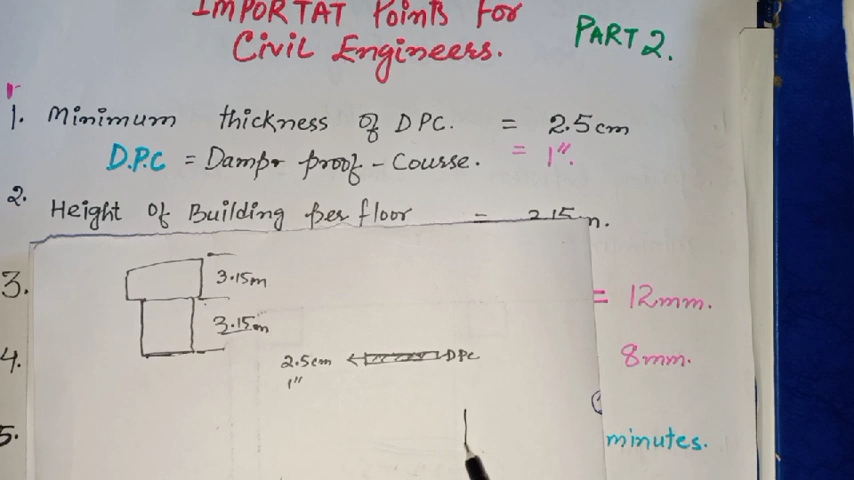 IMPORTAT Points For
Civil Engineers.
PART 2.
1. Minimum thickness of DPC. = 2.5cm
D.P.C = Dampr proof - Course. = 1".
2.
Height of Building per floor =
3.
= 12mm.
4.
8mm.
5.
minutes.
3.15m
3.15m
2.5cm
DPC
1"